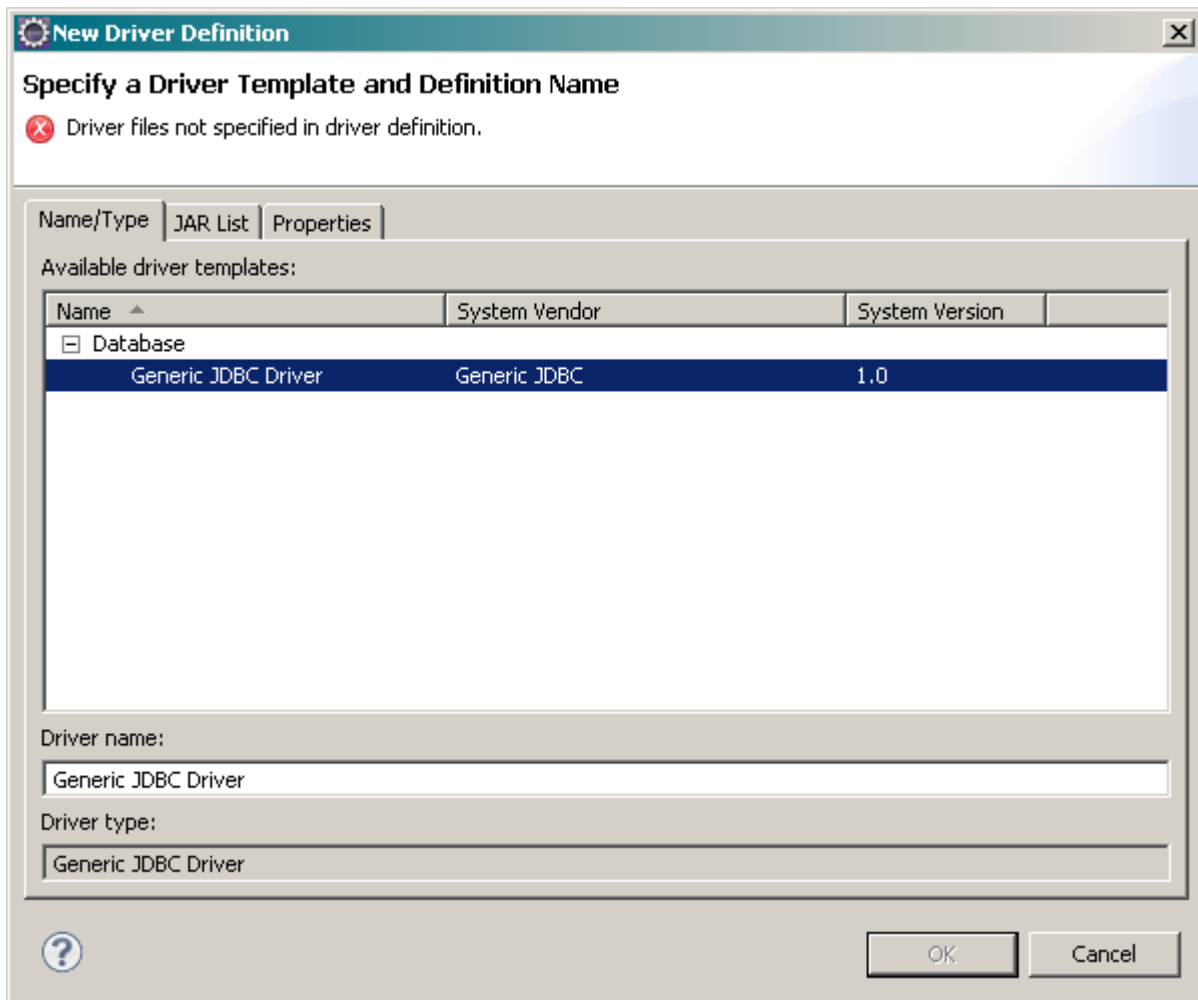 New Driver Definition
Specify a Driver Template and Definition Name
Driver files not specified in driver definition.
Name/Type JAR List Properties
Available driver templates:
Name System Vendor System Version
Database
Generic JDBC Driver Generic JDBC 1.0
Driver name:
Generic JDBC Driver
Driver type:
Generic JDBC Driver
? OK Cancel